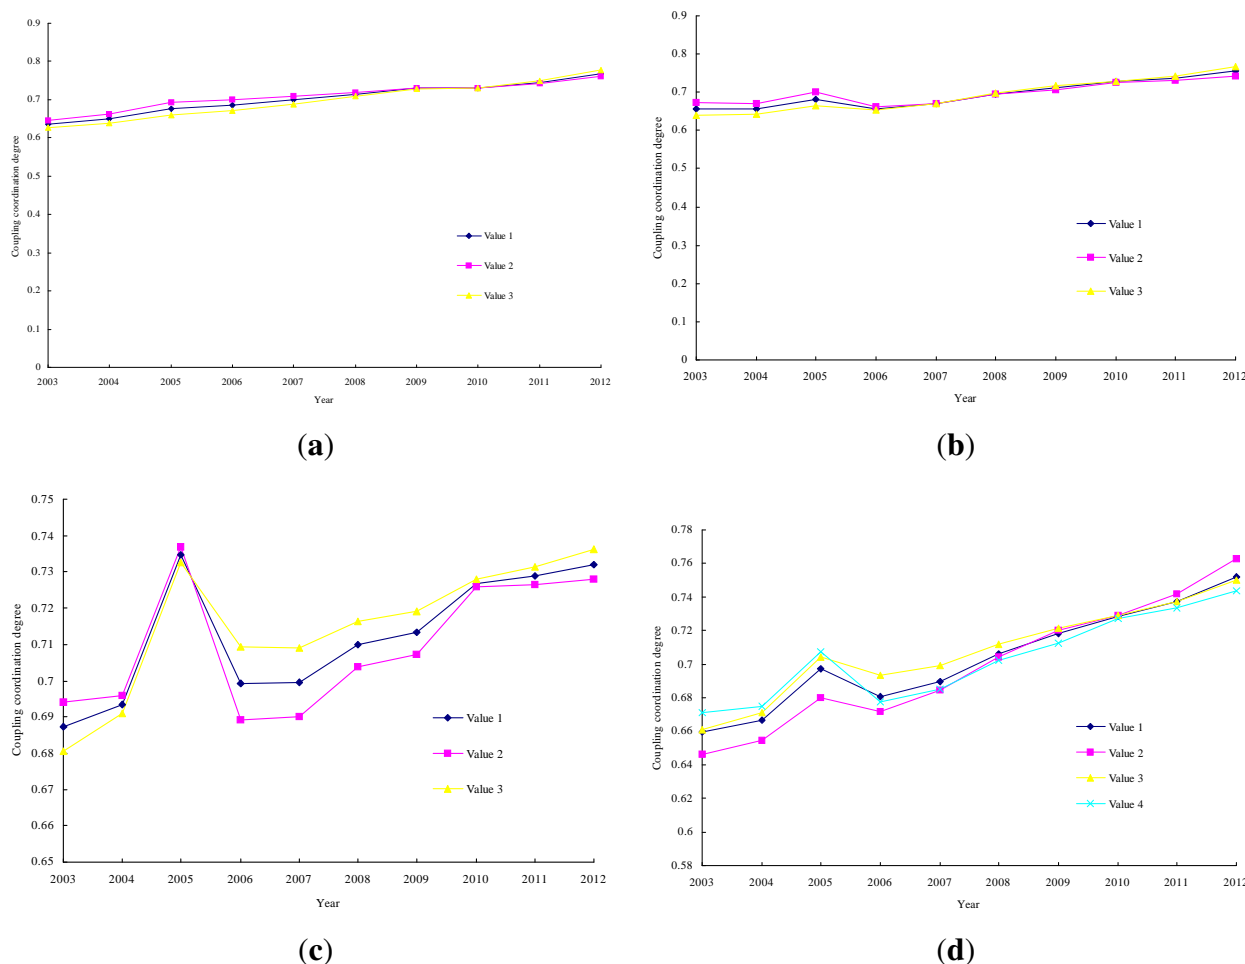 0.9
0.8
0.7
0.6
0.5
0.4
0.3
0.2
0.1
0
Coupling coordination degree
Value 1
Value 2
Value 3
2003 2004 2005 2006 2007 2008 2009 2010 2011 2012
Year
(a)
0.9
0.8
0.7
0.6
0.5
0.4
0.3
0.2
0.1
0
Coupling coordination degree
Value 1
Value 2
Value 3
2003 2004 2005 2006 2007 2008 2009 2010 2011 2012
Year
(b)
0.75
0.74
0.73
0.72
0.71
0.7
0.69
0.68
0.67
0.66
0.65
Coupling coordination degree
Value 1
Value 2
Value 3
2003 2004 2005 2006 2007 2008 2009 2010 2011 2012
Year
(c)
0.78
0.76
0.74
0.72
0.7
0.68
0.66
0.64
0.62
0.6
0.58
Coupling coordination degree
Value 1
Value 2
Value 3
Value 4
2003 2004 2005 2006 2007 2008 2009 2010 2011 2012
Year
(d)